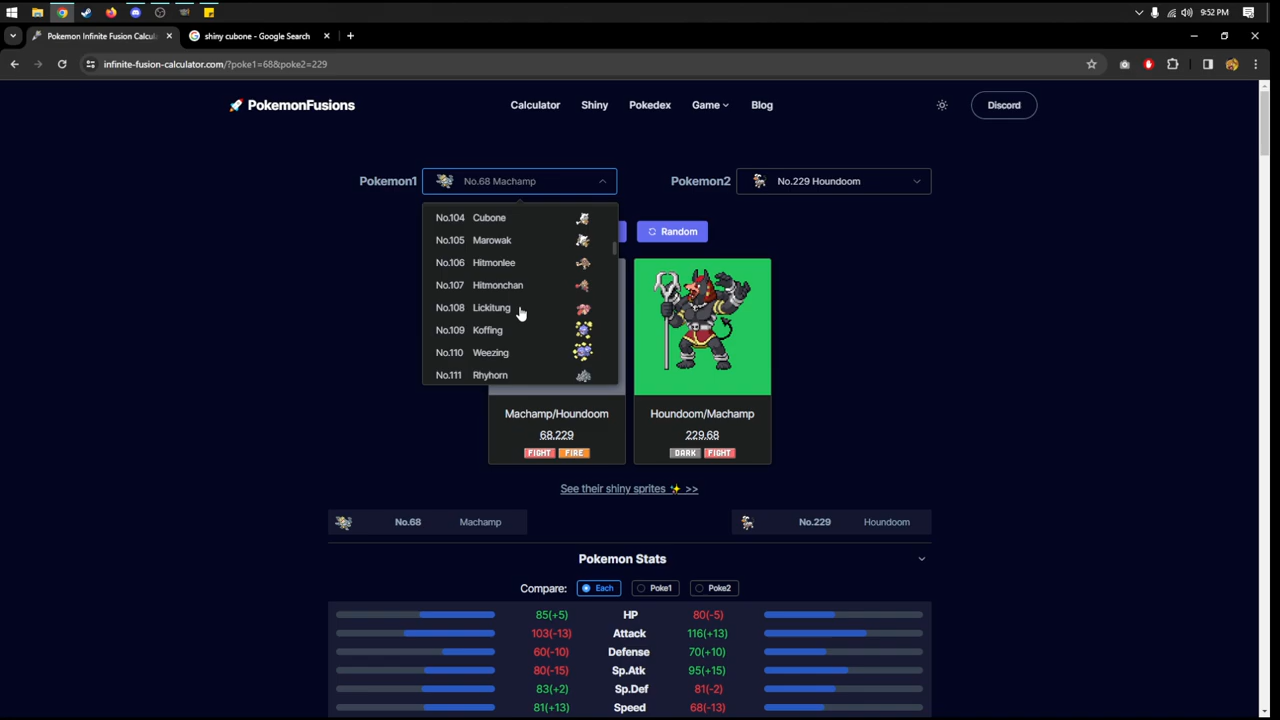 9:52 PM
Pokemon Infinite Fusion Calcula
shiny cubone - Google Search
infinite-fusion-calculator.com/?poke1=68&poke2=229
PokemonFusions
Calculator Shiny Pokedex Game Blog
Discord
Pokemon1 No.68 Machamp
Pokemon2 No.229 Houndoom
No.104 Cubone
No.105 Marowak
No.106 Hitmonlee
No.107 Hitmonchan
No.108 Lickitung
No.109 Koffing
No.110 Weezing
No.111 Rhyhorn
Random
Machamp/Houndoom
68.229
FIGHT FIRE
Houndoom/Machamp
229.68
DARK FIGHT
See their shiny sprites ✨ >>
No.68 Machamp
No.229 Houndoom
Pokemon Stats
Compare: Each Poke1 Poke2
85(+5) HP 80(-5)
103(-13) Attack 116(+13)
60(-10) Defense 70(+10)
80(-15) Sp.Atk 95(+15)
83(+2) Sp.Def 81(-2)
81(+13) Speed 68(-13)